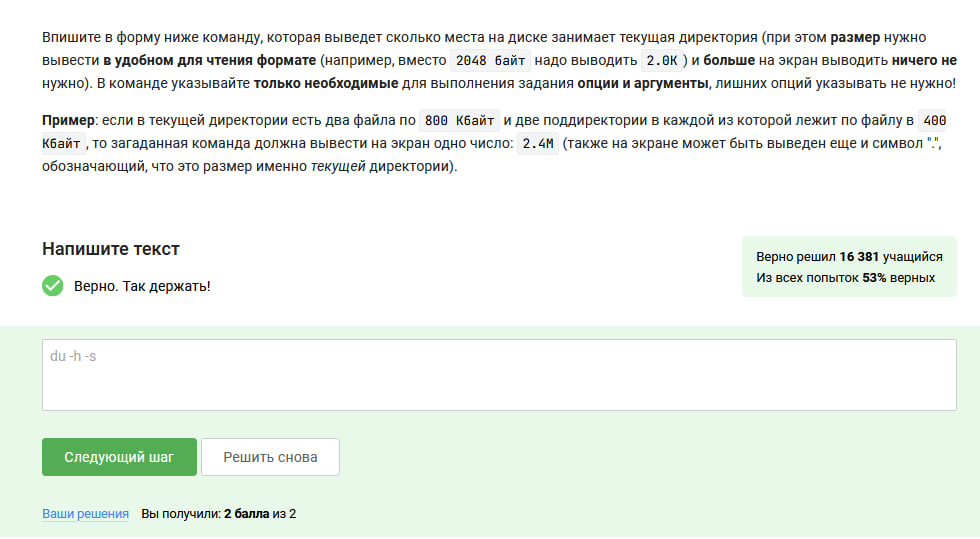 Впишите в форму ниже команду, которая выведет сколько места на диске занимает текущая директория (при этом размер нужно
вывести в удобном для чтения формате (например, вместо 2048 байт надо выводить 2.0K) и больше на экран выводить ничего не
нужно). В команде указывайте только необходимые для выполнения задания опции и аргументы, лишних опций указывать не нужно!
Пример: если в текущей директории есть два файла по 800 Кбайт и две поддиректории в каждой из которой лежит по файлу в 400
Кбайт, то загаданная команда должна вывести на экран одно число: 2.4M (также на экране может быть выведен еще и символ ".",
обозначающий, что это размер именно текущей директории).
Напишите текст
Верно. Так держать!
Верно решил 16 381 учащийся
Из всех попыток 53% верных
du -h -s
Следующий шаг
Решить снова
Ваши решения Вы получили: 2 балла из 2